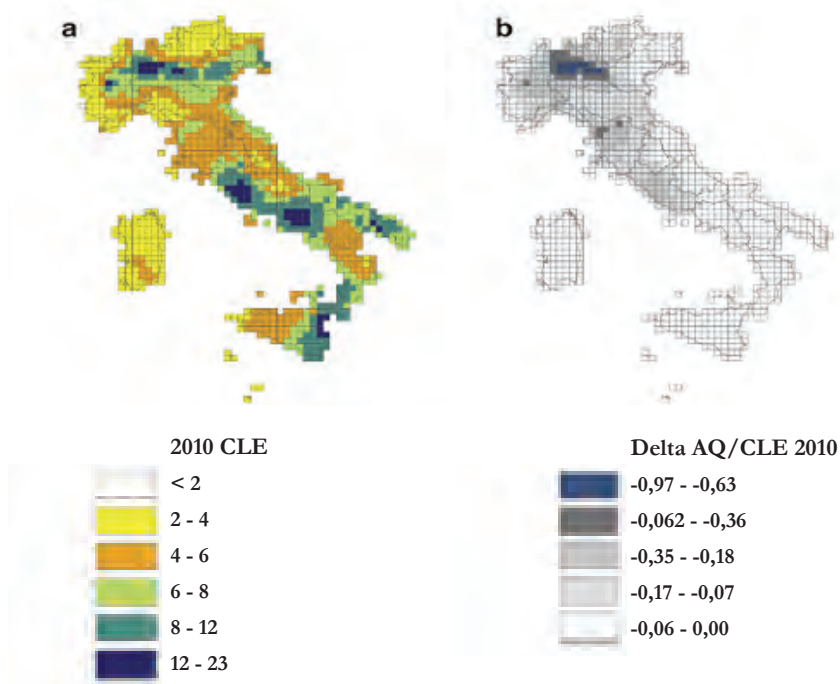 a
b
2010 CLE
< 2
2 - 4
4 - 6
6 - 8
8 - 12
12 - 23
Delta AQ/CLE 2010
-0,97 - -0,63
-0,062 - -0,36
-0,35 - -0,18
-0,17 - -0,07
-0,06 - 0,00